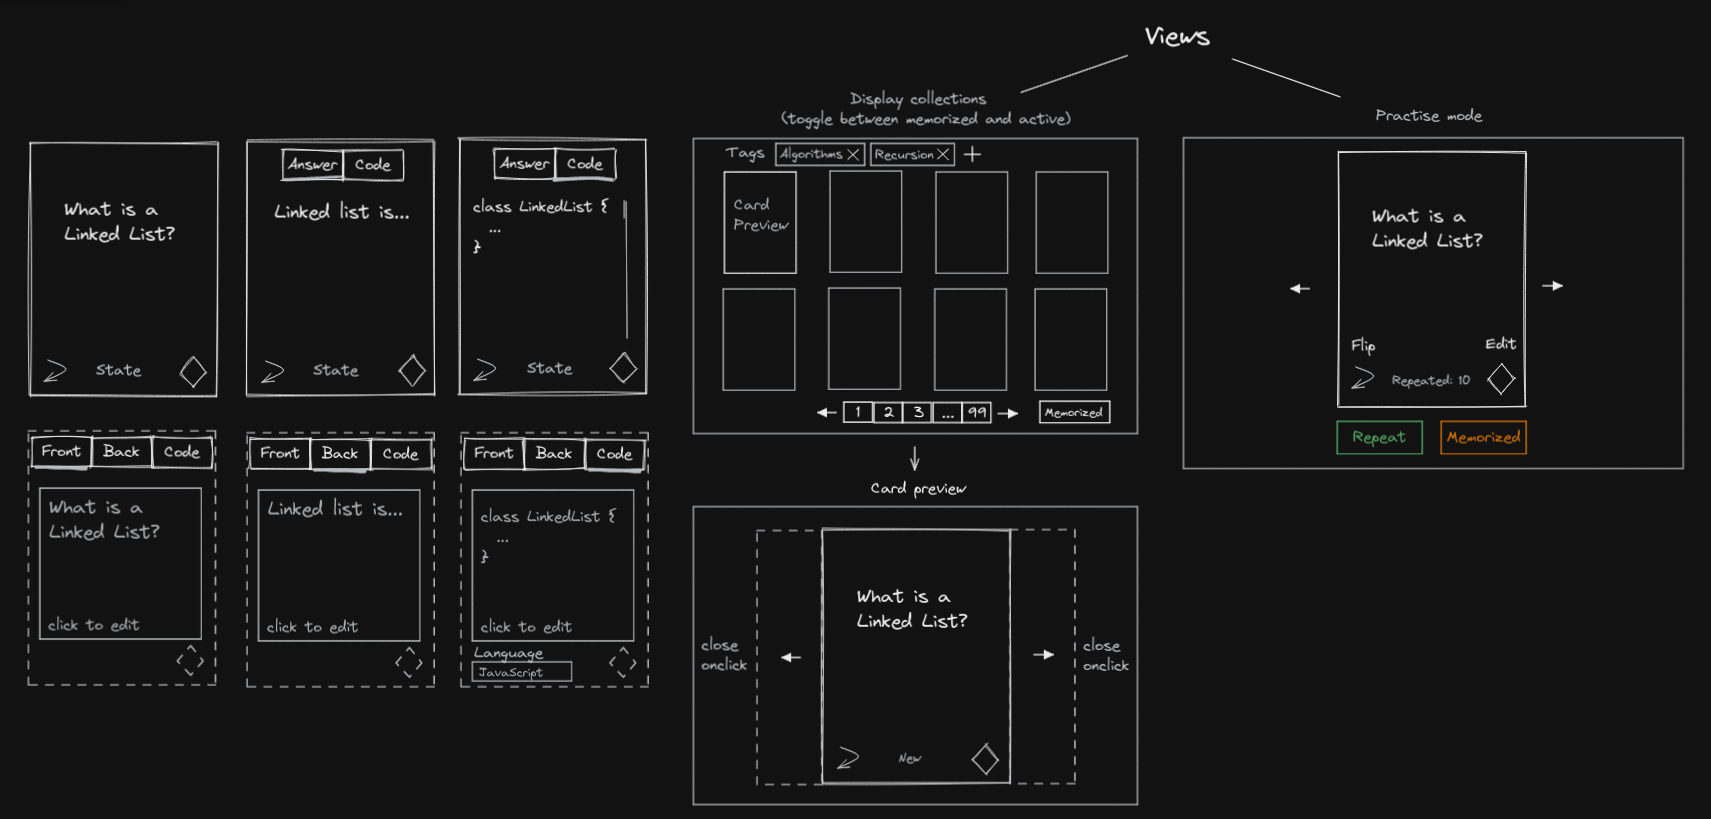 Views
Display collections
(toggle between memorized and active)
Practise mode
What is a
Linked List?
State
Answer Code
Linked list is...
State
Answer Code
class LinkedList {
...
}
State
Front Back Code
What is a
Linked List?
click to edit
Front Back Code
Linked list is...
click to edit
Front Back Code
class LinkedList {
...
}
click to edit
Language
JavaScript
Tags Algorithms X Recursion X +
Card
Preview
1 2 3 ... 99
Memorized
Card preview
close
onclick
What is a
Linked List?
New
close
onclick
What is a
Linked List?
Flip Edit
Repeated: 10
Repeat Memorized